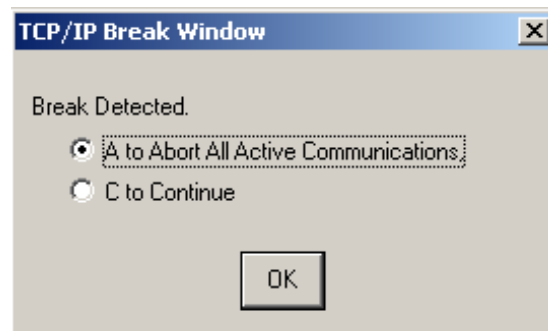 TCP/IP Break Window
Break Detected.
A to Abort All Active Communications,
C to Continue
OK